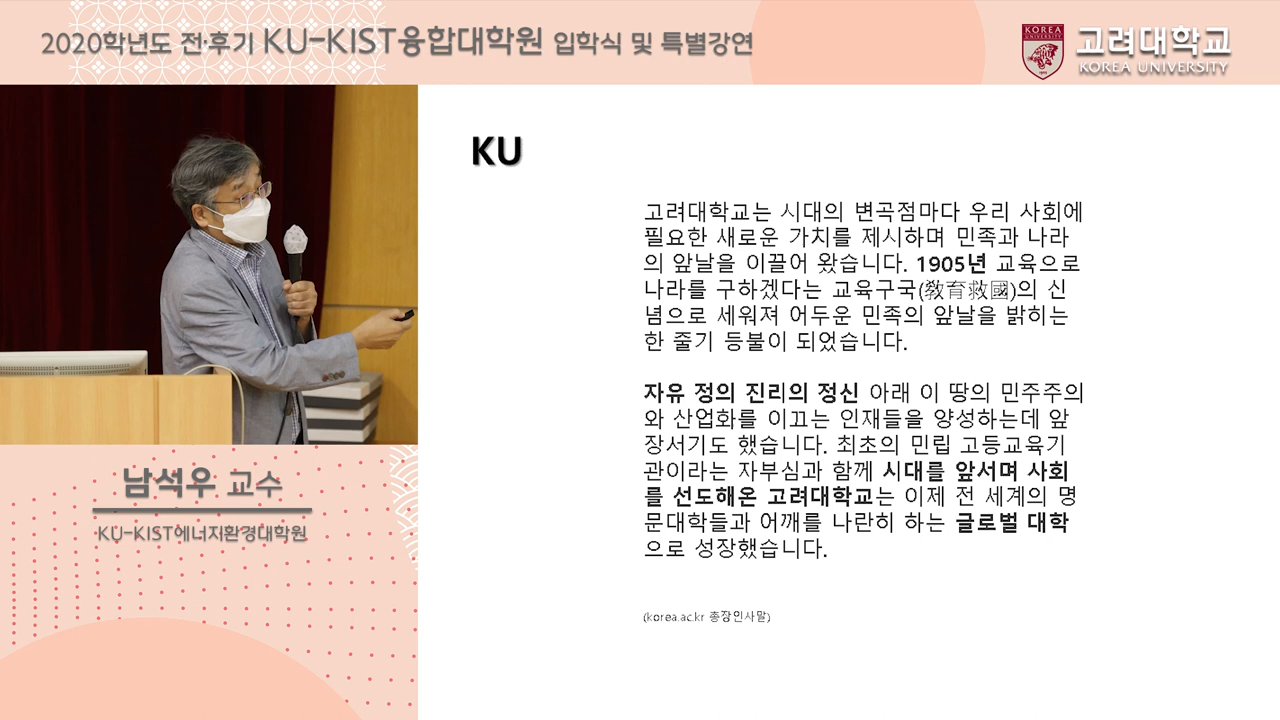 2020학년도 전·후기 KU-KIST융합대학원 입학식 및 특별강연
KOREA
UNIVERSITY
1905
고려대학교
KOREA UNIVERSITY
KU
고려대학교는 시대의 변곡점마다 우리 사회에
필요한 새로운 가치를 제시하며 민족과 나라
의 앞날을 이끌어 왔습니다. 1905년 교육으로
나라를 구하겠다는 교육구국(敎育救國)의 신
념으로 세워져 어두운 민족의 앞날을 밝히는
한 줄기 등불이 되었습니다.
자유 정의 진리의 정신 아래 이 땅의 민주주의
와 산업화를 이끄는 인재들을 양성하는데 앞
장서기도 했습니다. 최초의 민립 고등교육기
관이라는 자부심과 함께 시대를 앞서며 사회
를 선도해온 고려대학교는 이제 전 세계의 명
문대학들과 어깨를 나란히 하는 글로벌 대학
으로 성장했습니다.
(korea.ac.kr 총장인사말)
남석우 교수
KU-KIST에너지환경대학원